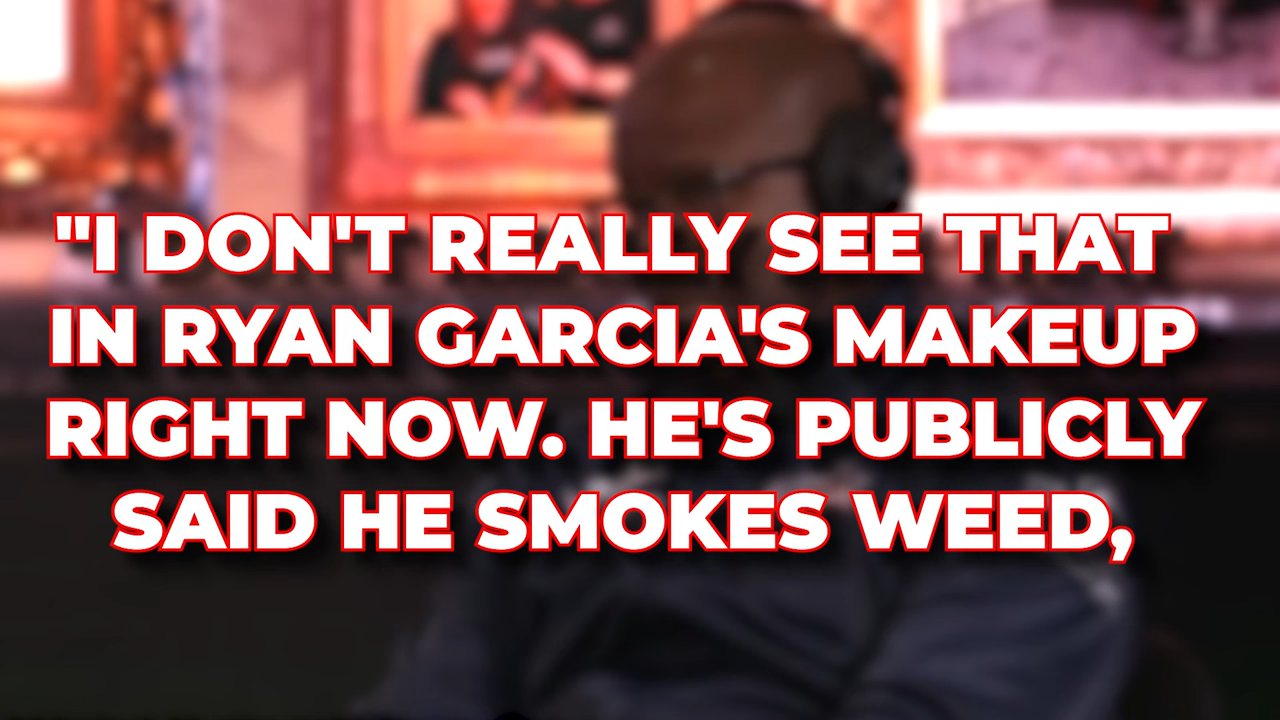 "I DON'T REALLY SEE THAT
IN RYAN GARCIA'S MAKEUP
RIGHT NOW. HE'S PUBLICLY
SAID HE SMOKES WEED,